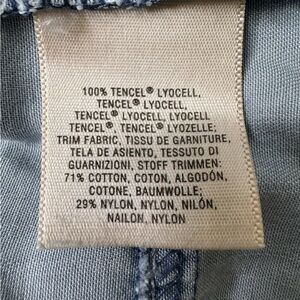 100% TENCEL® LYOCELL,
TENCEL® LYOCELL,
TENCEL® LYOCELL, LYOCELL
TENCEL®, TENCEL® LYOZELLE;
TRIM FABRIC, TISSU DE GARNITURE,
TELA DE ASIENTO, TESSUTO DI
GUARNIZIONI, STOFF TRIMMEN:
71% COTTON, COTON, ALGODÓN,
COTONE, BAUMWOLLE;
29% NYLON, NYLON, NILÓN,
NAILON, NYLON